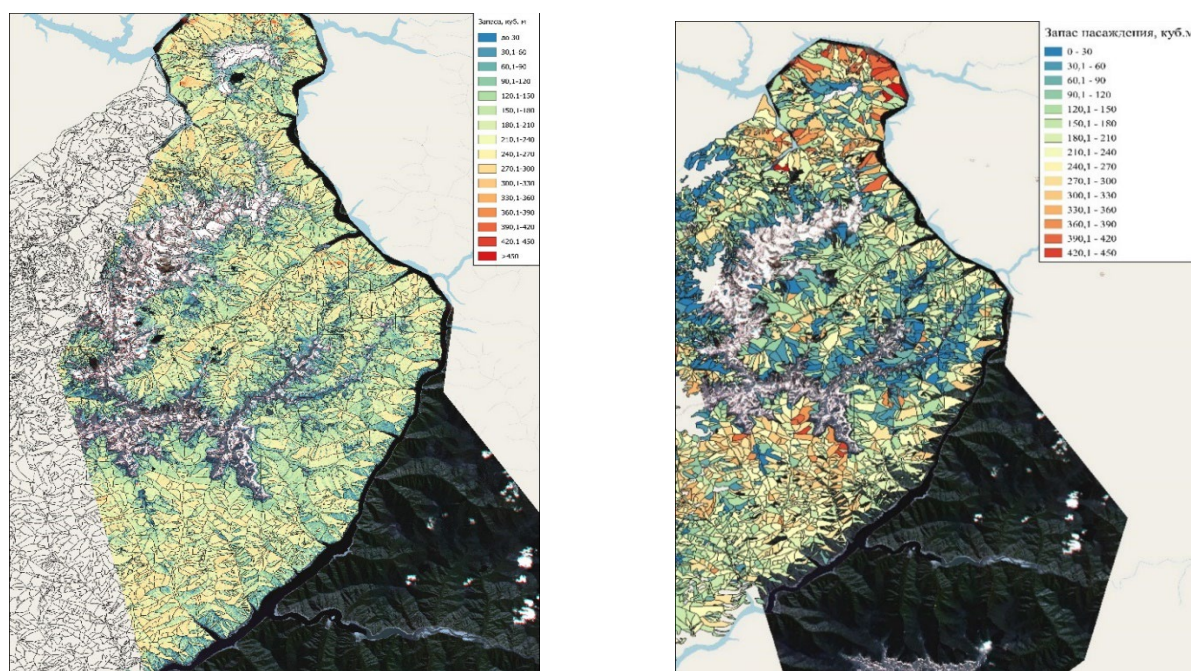 Запаса, куб. м
до 30
30,1-60
60,1-90
90,1-120
120,1-150
150,1-180
180,1-210
210,1-240
240,1-270
270,1-300
300,1-330
330,1-360
360,1-390
390,1-420
420,1-450
>450
Запас насаждения, куб.м
0 - 30
30,1 - 60
60,1 - 90
90,1 - 120
120,1 - 150
150,1 - 180
180,1 - 210
210,1 - 240
240,1 - 270
270,1 - 300
300,1 - 330
330,1 - 360
360,1 - 390
390,1 - 420
420,1 - 450